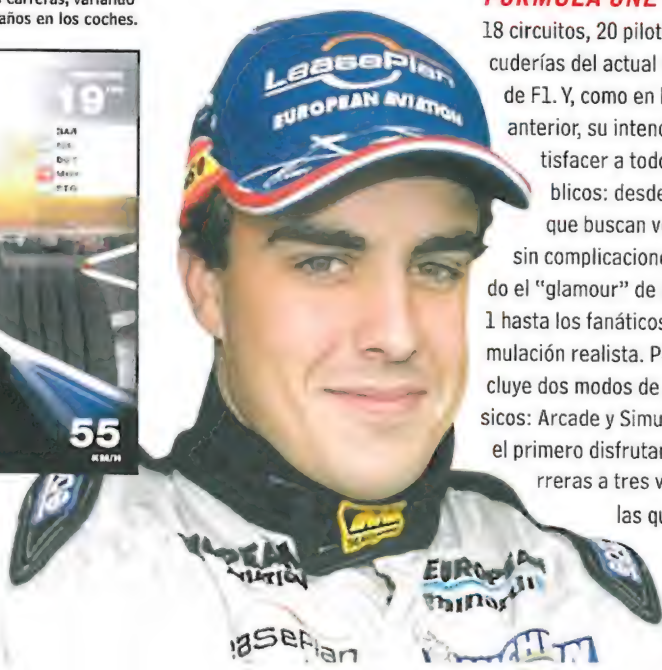 carreras, variando
años en los coches.
19
55
KM/H
LeasePlan
EUROPEAN AVIATION
FORMULA ONE
18 circuitos, 20 pilot
cuderías del actual
de F1. Y, como en l
anterior, su intenc
tisfacer a todo
blicos: desde
que buscan v
sin complicacione
do el "glamour" de
1 hasta los fanáticos
mulación realista. P
cluye dos modos de
sicos: Arcade y Simu
el primero disfrutar
rreras a tres v
las qu
EUROPEAN
minardi
LeasePlan